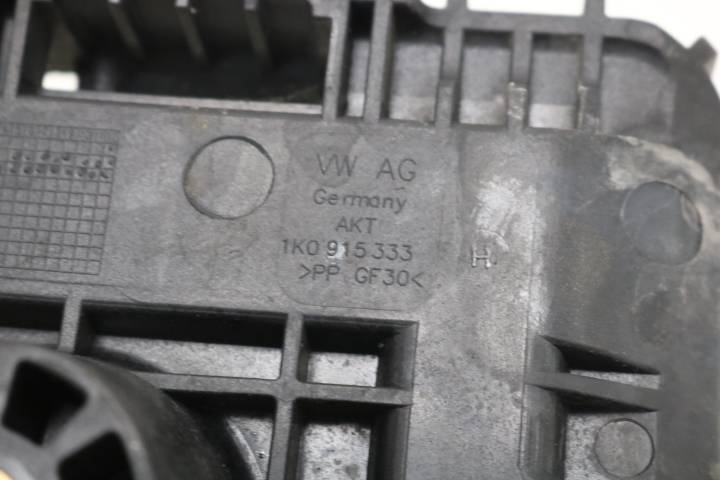 VW AG
Germany
AKT
1K0 915 333
>PP GF30<
H